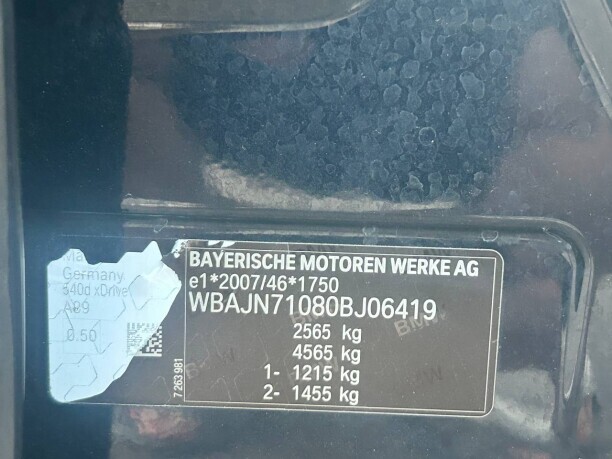 Germany
540d xDrive
A89
0.50
7 263 981
BAYERISCHE MOTOREN WERKE AG
e1*2007/46*1750
WBAJN71080BJ06419
2565 kg
4565 kg
1- 1215 kg
2- 1455 kg